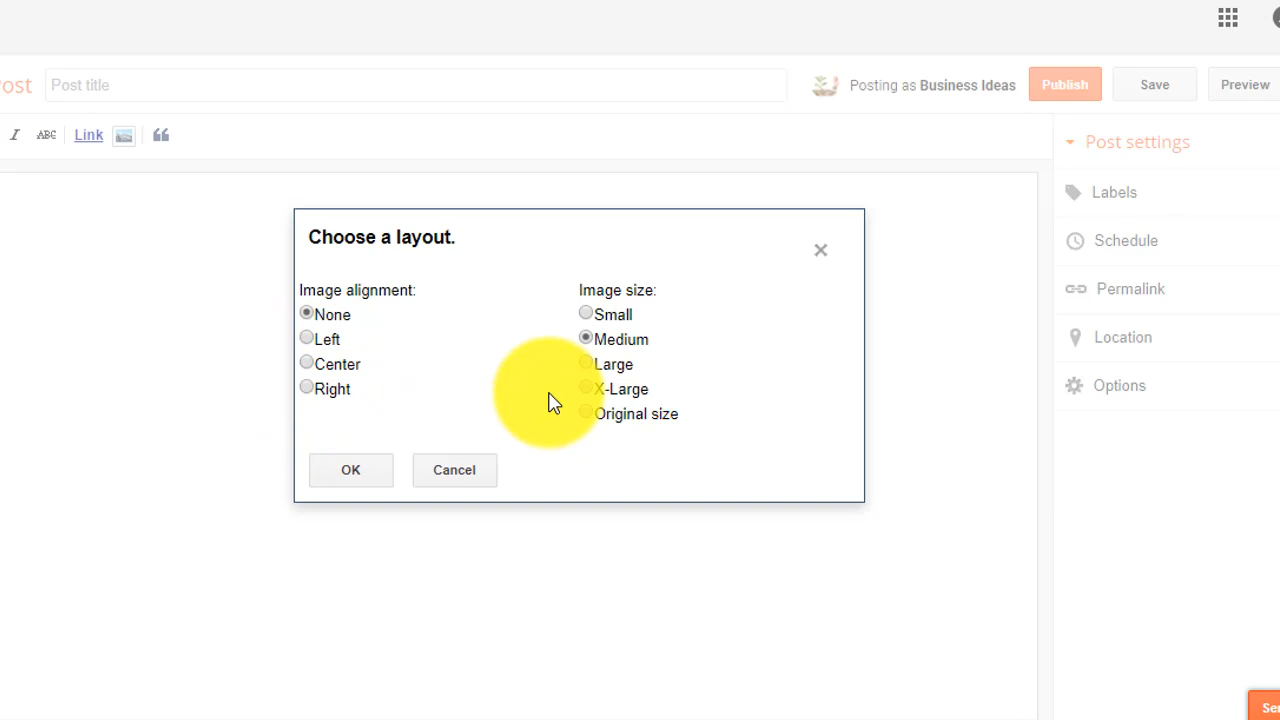 Post title
Posting as Business Ideas
Publish
Save
Preview
I ABC Link
Post settings
Labels
Schedule
Permalink
Location
Options
Choose a layout.
Image alignment:
None
Left
Center
Right
Image size:
Small
Medium
Large
X-Large
Original size
OK
Cancel